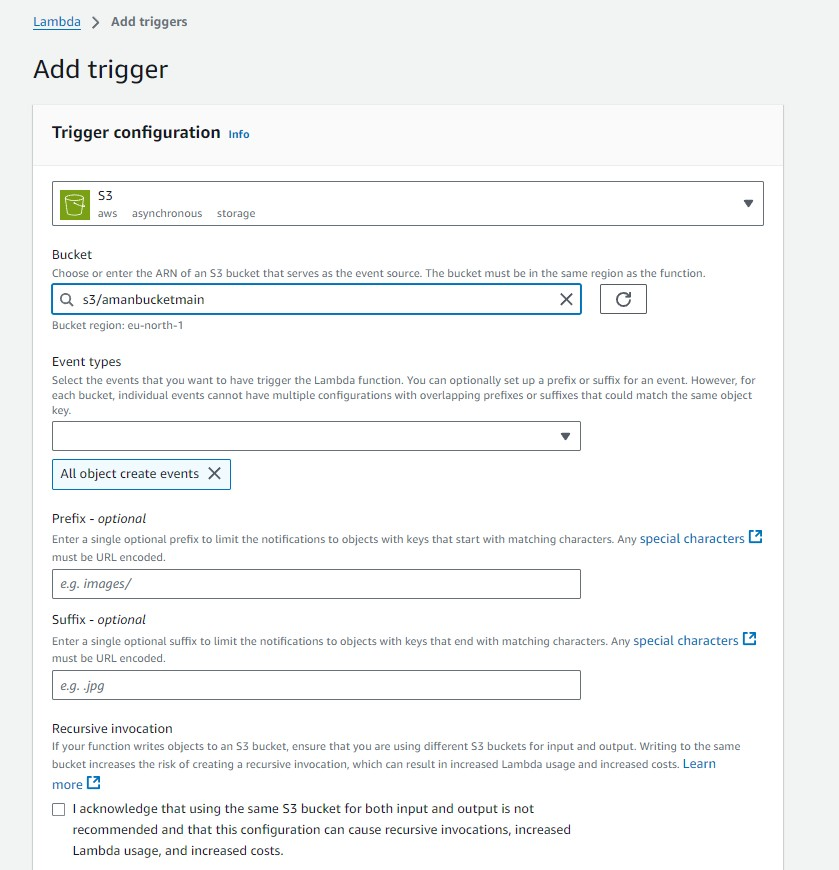 Lambda > Add triggers
Add trigger
Trigger configuration Info
S3
aws asynchronous storage
Bucket
Choose or enter the ARN of an S3 bucket that serves as the event source. The bucket must be in the same region as the function.
s3/amanbucketmain
Bucket region: eu-north-1
Event types
Select the events that you want to have trigger the Lambda function. You can optionally set up a prefix or suffix for an event. However, for
each bucket, individual events cannot have multiple configurations with overlapping prefixes or suffixes that could match the same object
key.
All object create events
Prefix - optional
Enter a single optional prefix to limit the notifications to objects with keys that start with matching characters. Any special characters
must be URL encoded.
e.g. images/
Suffix - optional
Enter a single optional suffix to limit the notifications to objects with keys that end with matching characters. Any special characters
must be URL encoded.
e.g. .jpg
Recursive invocation
If your function writes objects to an S3 bucket, ensure that you are using different S3 buckets for input and output. Writing to the same
bucket increases the risk of creating a recursive invocation, which can result in increased Lambda usage and increased costs. Learn
more
I acknowledge that using the same S3 bucket for both input and output is not
recommended and that this configuration can cause recursive invocations, increased
Lambda usage, and increased costs.